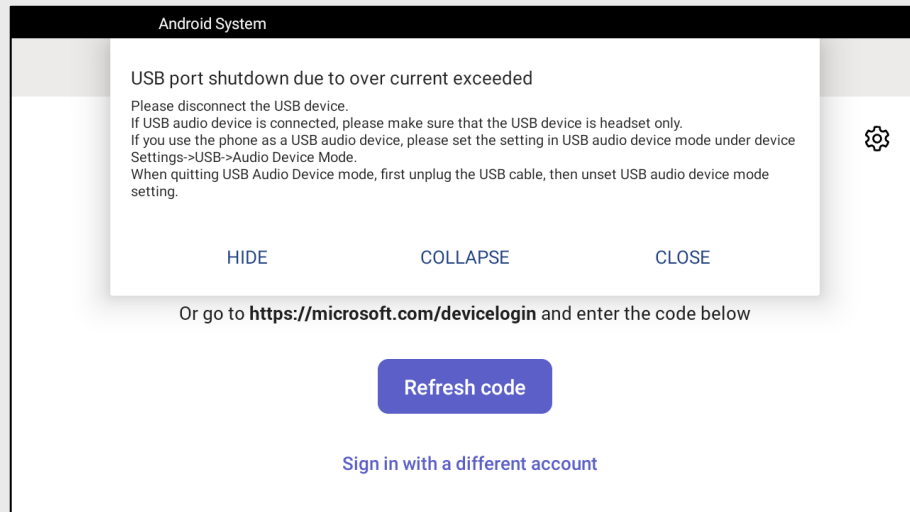 Android System
USB port shutdown due to over current exceeded
Please disconnect the USB device.
If USB audio device is connected, please make sure that the USB device is headset only.
If you use the phone as a USB audio device, please set the setting in USB audio device mode under device
Settings->USB->Audio Device Mode.
When quitting USB Audio Device mode, first unplug the USB cable, then unset USB audio device mode
setting.
HIDE COLLAPSE CLOSE
Or go to https://microsoft.com/devicelogin and enter the code below
Refresh code
Sign in with a different account